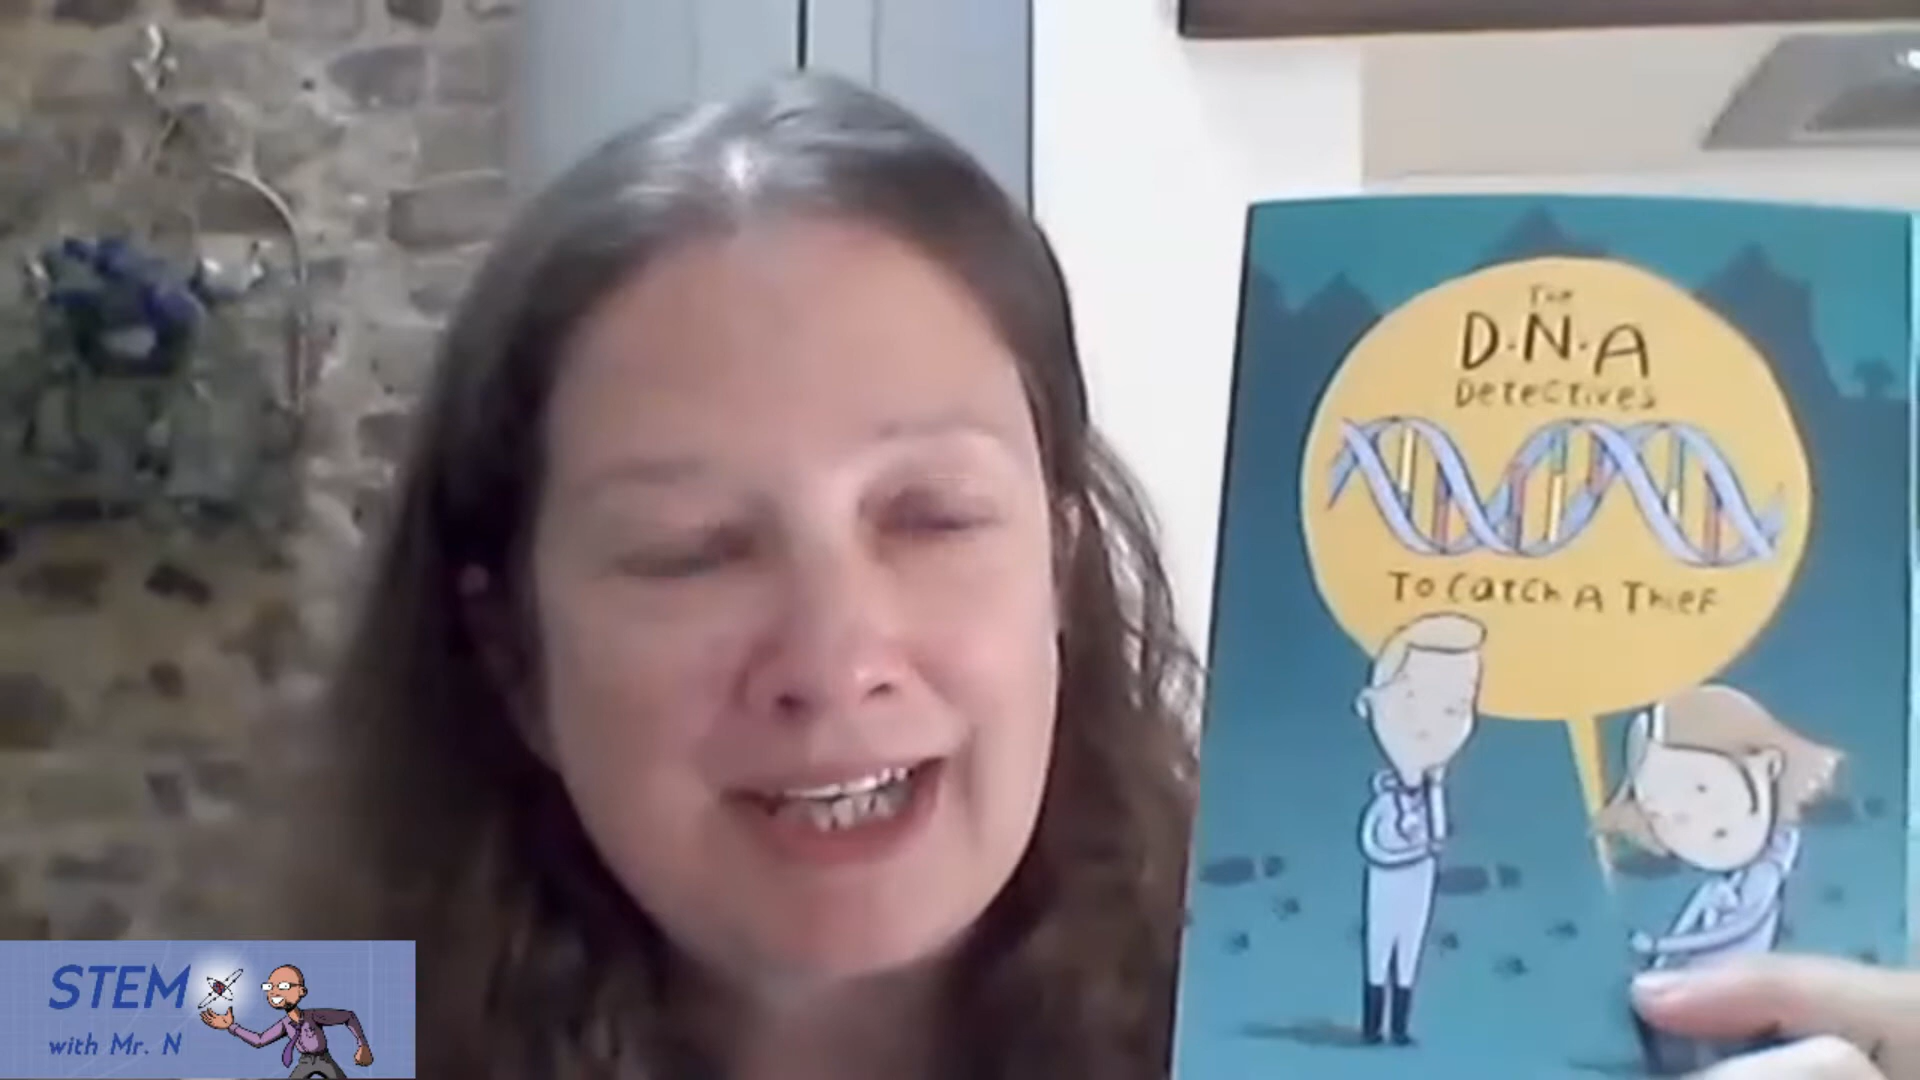 The
D.N.A
Detectives
To Catch A Thief
STEM
with Mr. N